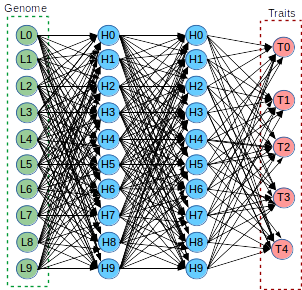 Genome
Traits
L0 H0 H0 T0
L1 H1 H1 T1
L2 H2 H2 T2
L3 H3 H3 T3
L4 H4 H4 T4
L5 H5 H5
L6 H6 H6
L7 H7 H7
L8 H8 H8
L9 H9 H9